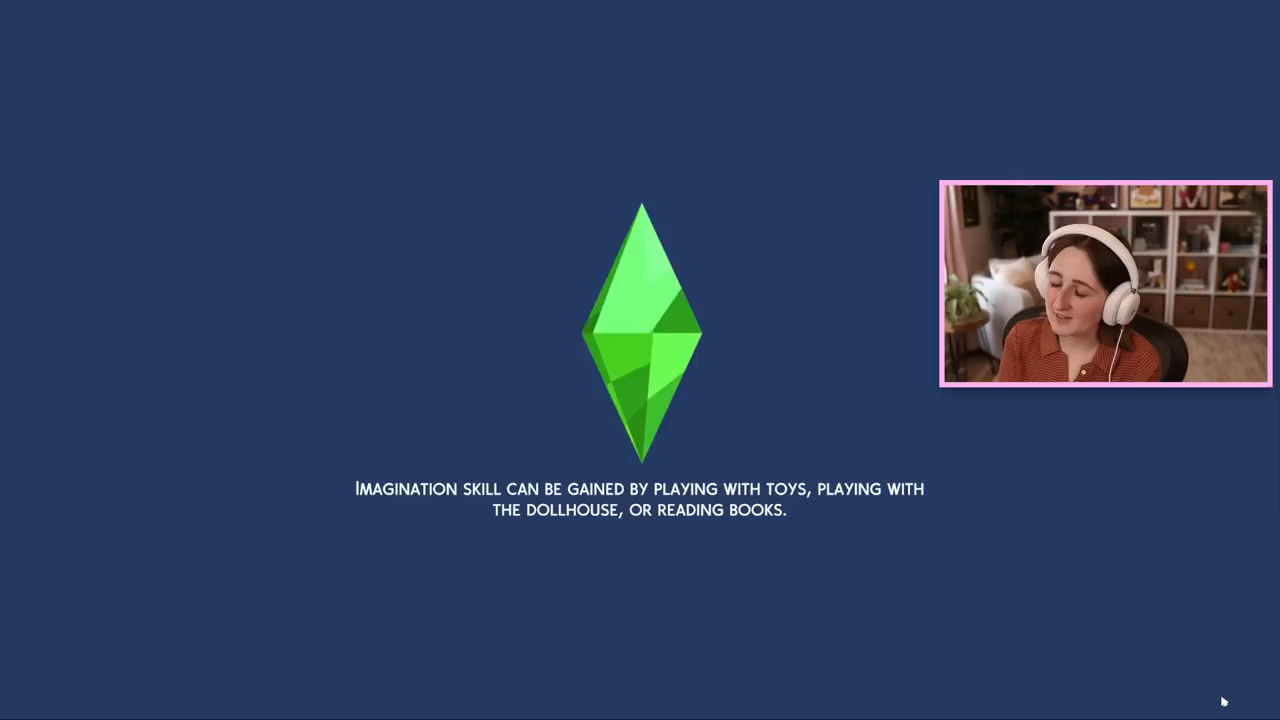 Imagination skill can be gained by playing with toys, playing with
the dollhouse, or reading books.